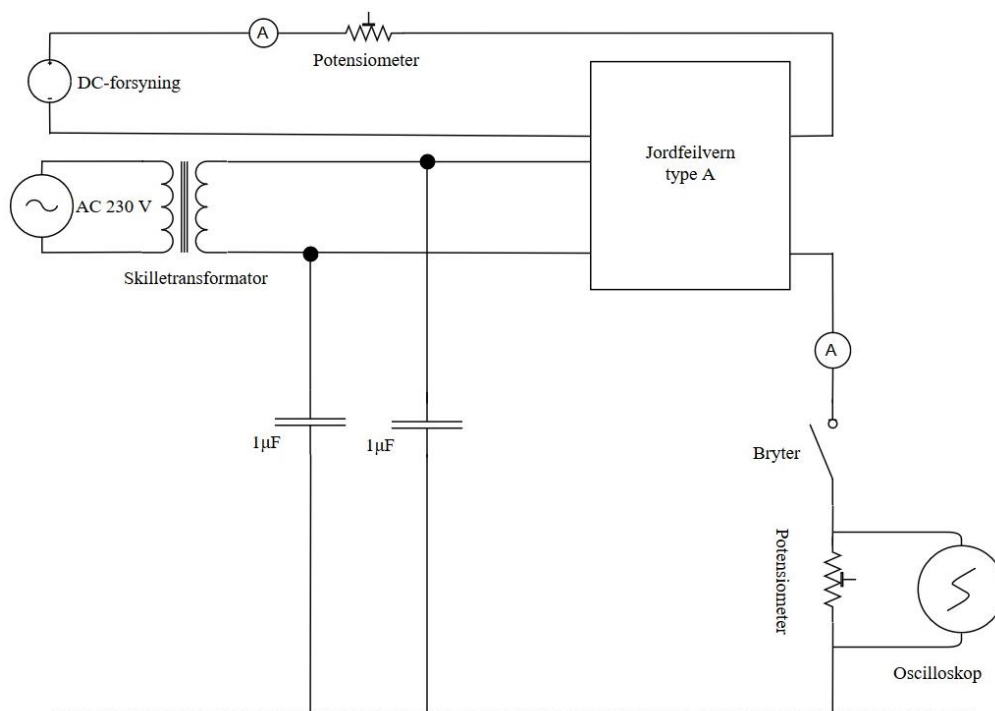 A
Potensiometer
+
DC-forsyning
-
Jordfeilvern
type A
AC 230 V
Skilletransformator
A
1μF
1μF
Bryter
Potensiometer
Oscilloskop